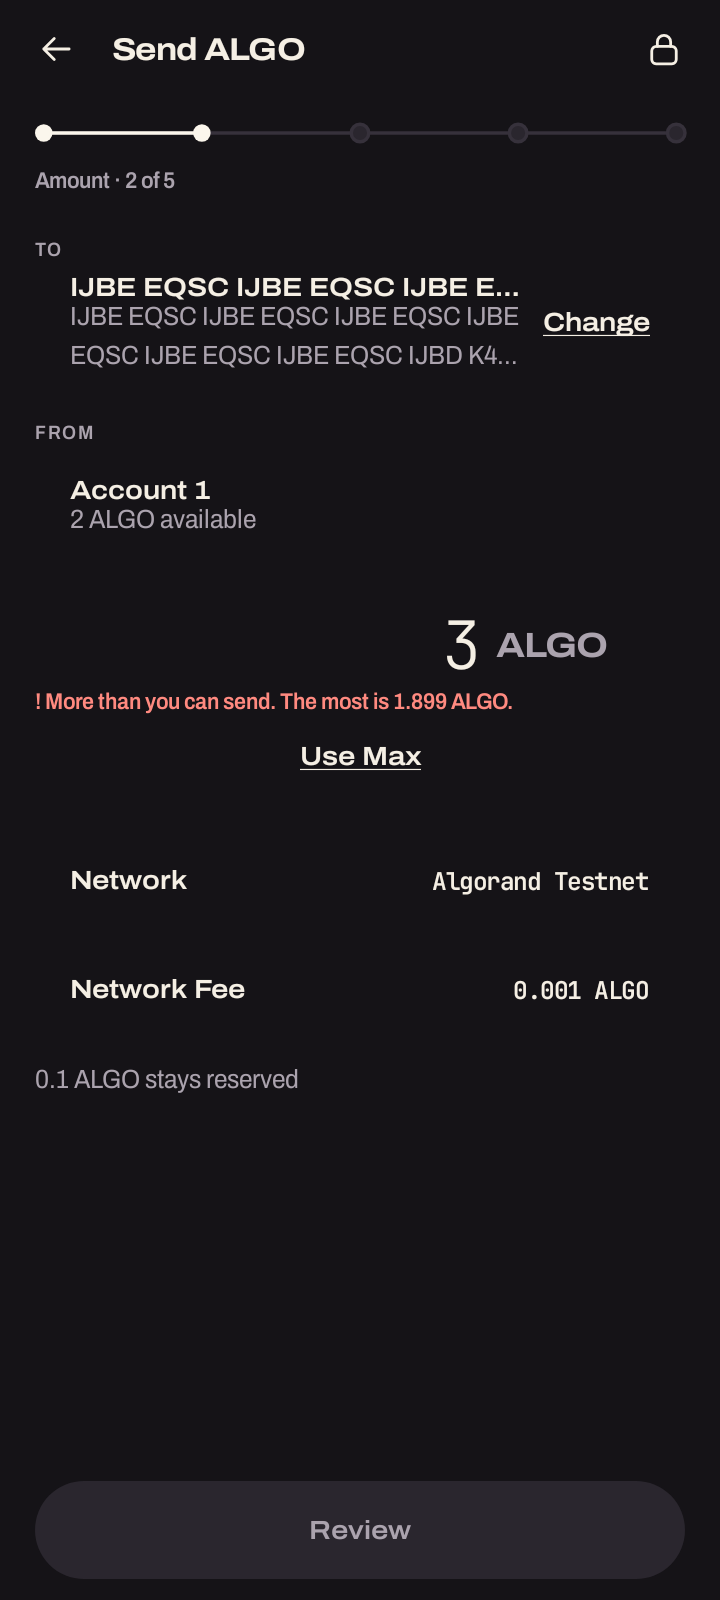 Send ALGO
Amount · 2 of 5
TO
IJBE EQSC IJBE EQSC IJBE E...
IJBE EQSC IJBE EQSC IJBE EQSC IJBE
EQSC IJBE EQSC IJBE EQSC IJBD K4...
Change
FROM
Account 1
2 ALGO available
3 ALGO
! More than you can send. The most is 1.899 ALGO.
Use Max
Network Algorand Testnet
Network Fee 0.001 ALGO
0.1 ALGO stays reserved
Review